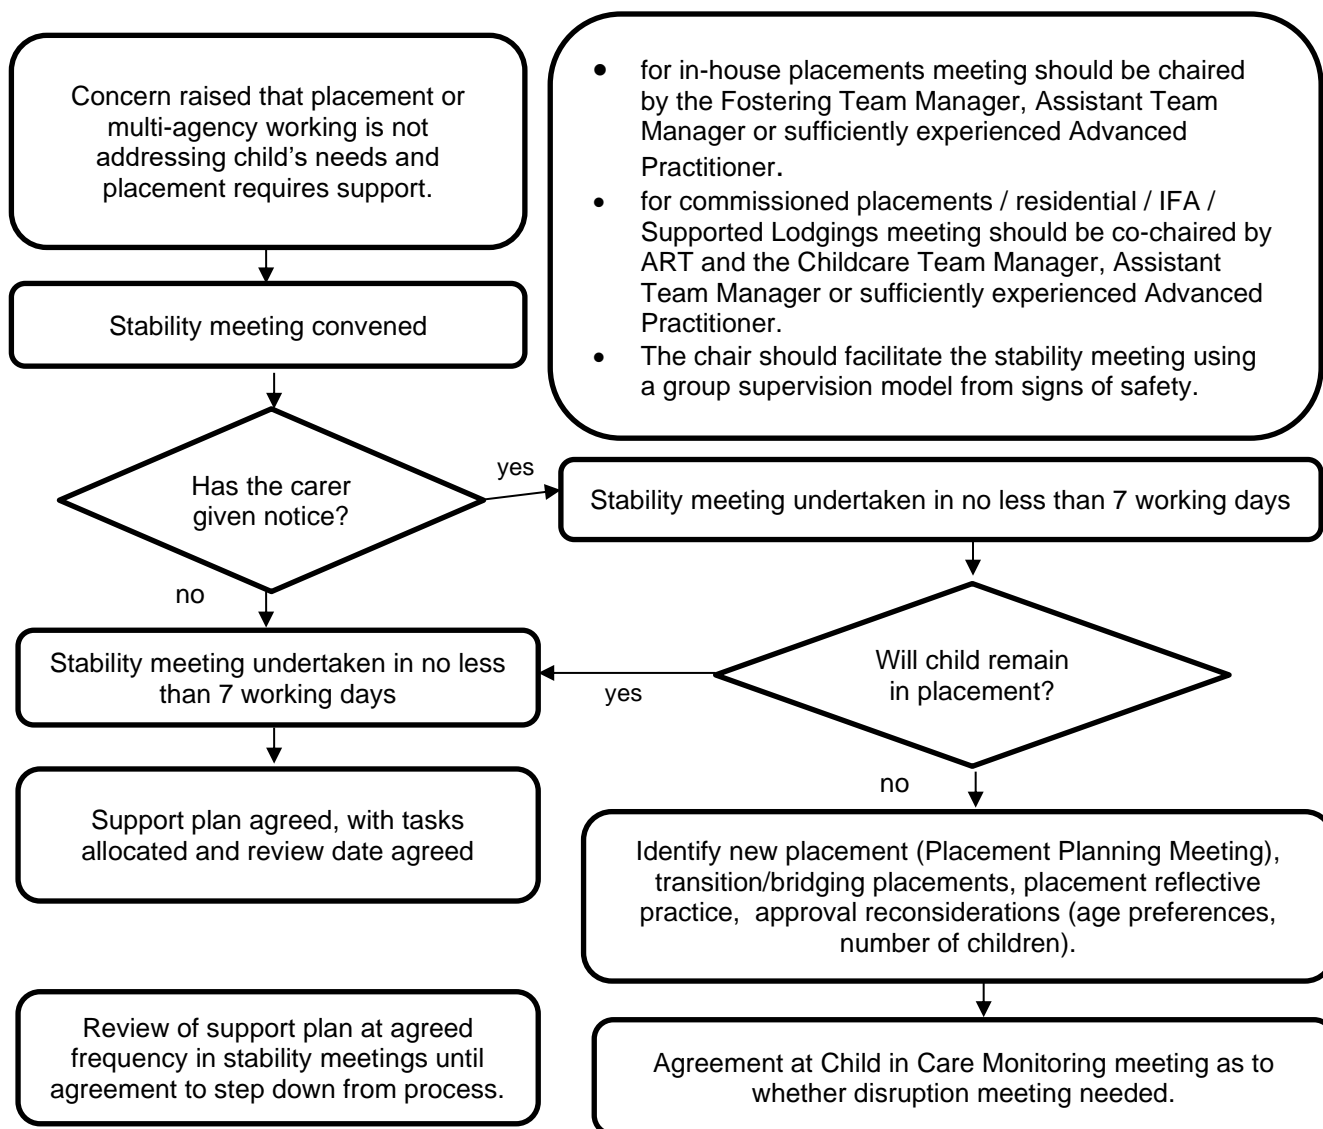 Concern raised that placement or
multi-agency working is not
addressing child’s needs and
placement requires support.
• for in-house placements meeting should be chaired
by the Fostering Team Manager, Assistant Team
Manager or sufficiently experienced Advanced
Practitioner.
• for commissioned placements / residential / IFA /
Supported Lodgings meeting should be co-chaired by
ART and the Childcare Team Manager, Assistant
Team Manager or sufficiently experienced Advanced
Practitioner.
• The chair should facilitate the stability meeting using
a group supervision model from signs of safety.
Stability meeting convened
Has the carer
given notice?
yes
Stability meeting undertaken in no less than 7 working days
no
Stability meeting undertaken in no less
than 7 working days
yes
Will child remain
in placement?
no
Support plan agreed, with tasks
allocated and review date agreed
Identify new placement (Placement Planning Meeting),
transition/bridging placements, placement reflective
practice,  approval reconsiderations (age preferences,
number of children).
Review of support plan at agreed
frequency in stability meetings until
agreement to step down from process.
Agreement at Child in Care Monitoring meeting as to
whether disruption meeting needed.